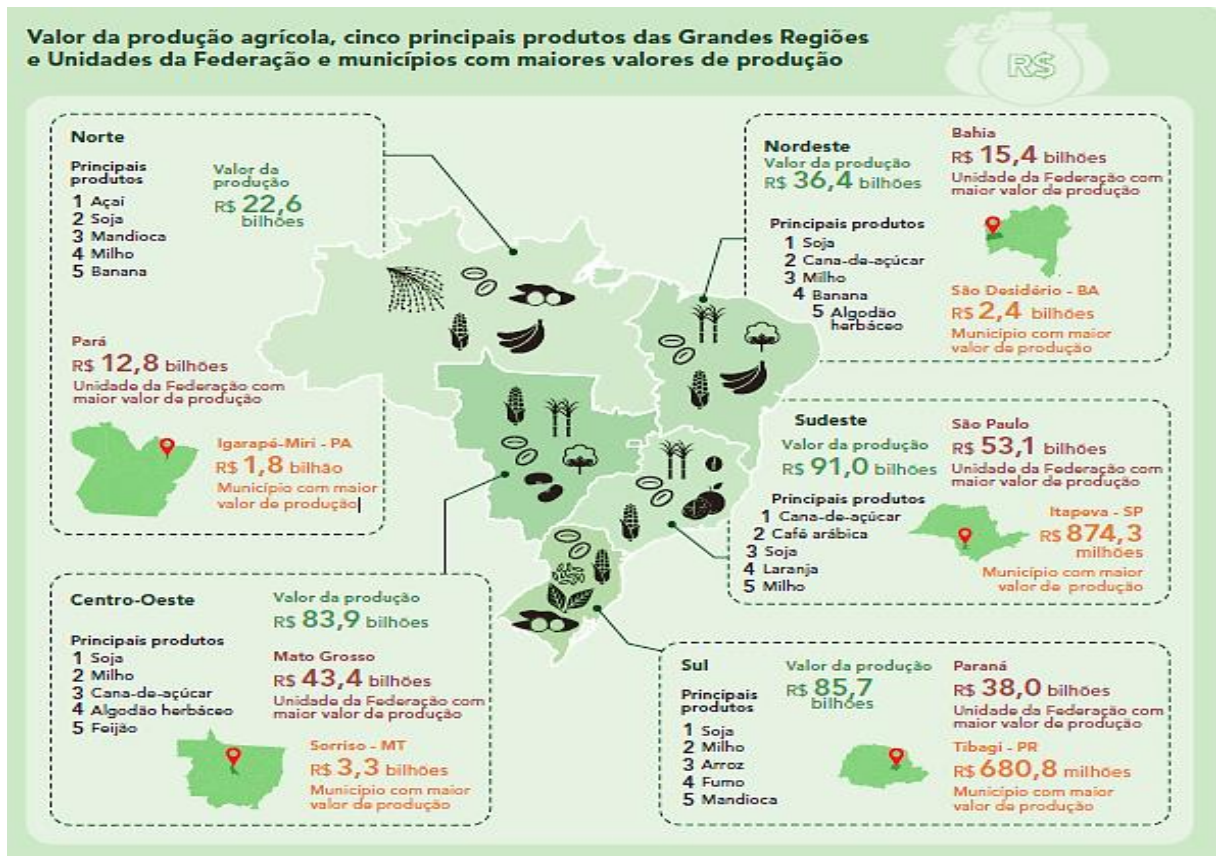 Valor da produção agrícola, cinco principais produtos das Grandes Regiões
e Unidades da Federação e municípios com maiores valores de produção
R$
Norte
Principais
produtos
1 Açaí
2 Soja
3 Mandioca
4 Milho
5 Banana
Valor da
produção
R$ 22,6
bilhões
Pará
R$ 12,8 bilhões
Unidade da Federação com
maior valor de produção
Igarapé-Miri - PA
R$ 1,8 bilhão
Município com maior
valor de produção
Nordeste
Valor da produção
R$ 36,4 bilhões
Principais produtos
1 Soja
2 Cana-de-açúcar
3 Milho
4 Banana
5 Algodão
herbáceo
Bahia
R$ 15,4 bilhões
Unidade da Federação com
maior valor de produção
São Desidério - BA
R$ 2,4 bilhões
Município com maior
valor de produção
Sudeste
Valor da produção
R$ 91,0 bilhões
Principais produtos
1 Cana-de-açúcar
2 Café arábica
3 Soja
4 Laranja
5 Milho
São Paulo
R$ 53,1 bilhões
Unidade da Federação com
maior valor de produção
Itapeva - SP
R$ 874,3
milhões
Município com maior
valor de produção
Centro-Oeste
Principais produtos
1 Soja
2 Milho
3 Cana-de-açúcar
4 Algodão herbáceo
5 Feijão
Valor da produção
R$ 83,9 bilhões
Mato Grosso
R$ 43,4 bilhões
Unidade da Federação com
maior valor de produção
Sorriso - MT
R$ 3,3 bilhões
Município com maior
valor de produção
Sul
Principais
produtos
1 Soja
2 Milho
3 Arroz
4 Fumo
5 Mandioca
Valor da produção
R$ 85,7
bilhões
Paraná
R$ 38,0 bilhões
Unidade da Federação com
maior valor de produção
Tibagi - PR
R$ 680,8 milhões
Município com maior
valor de produção